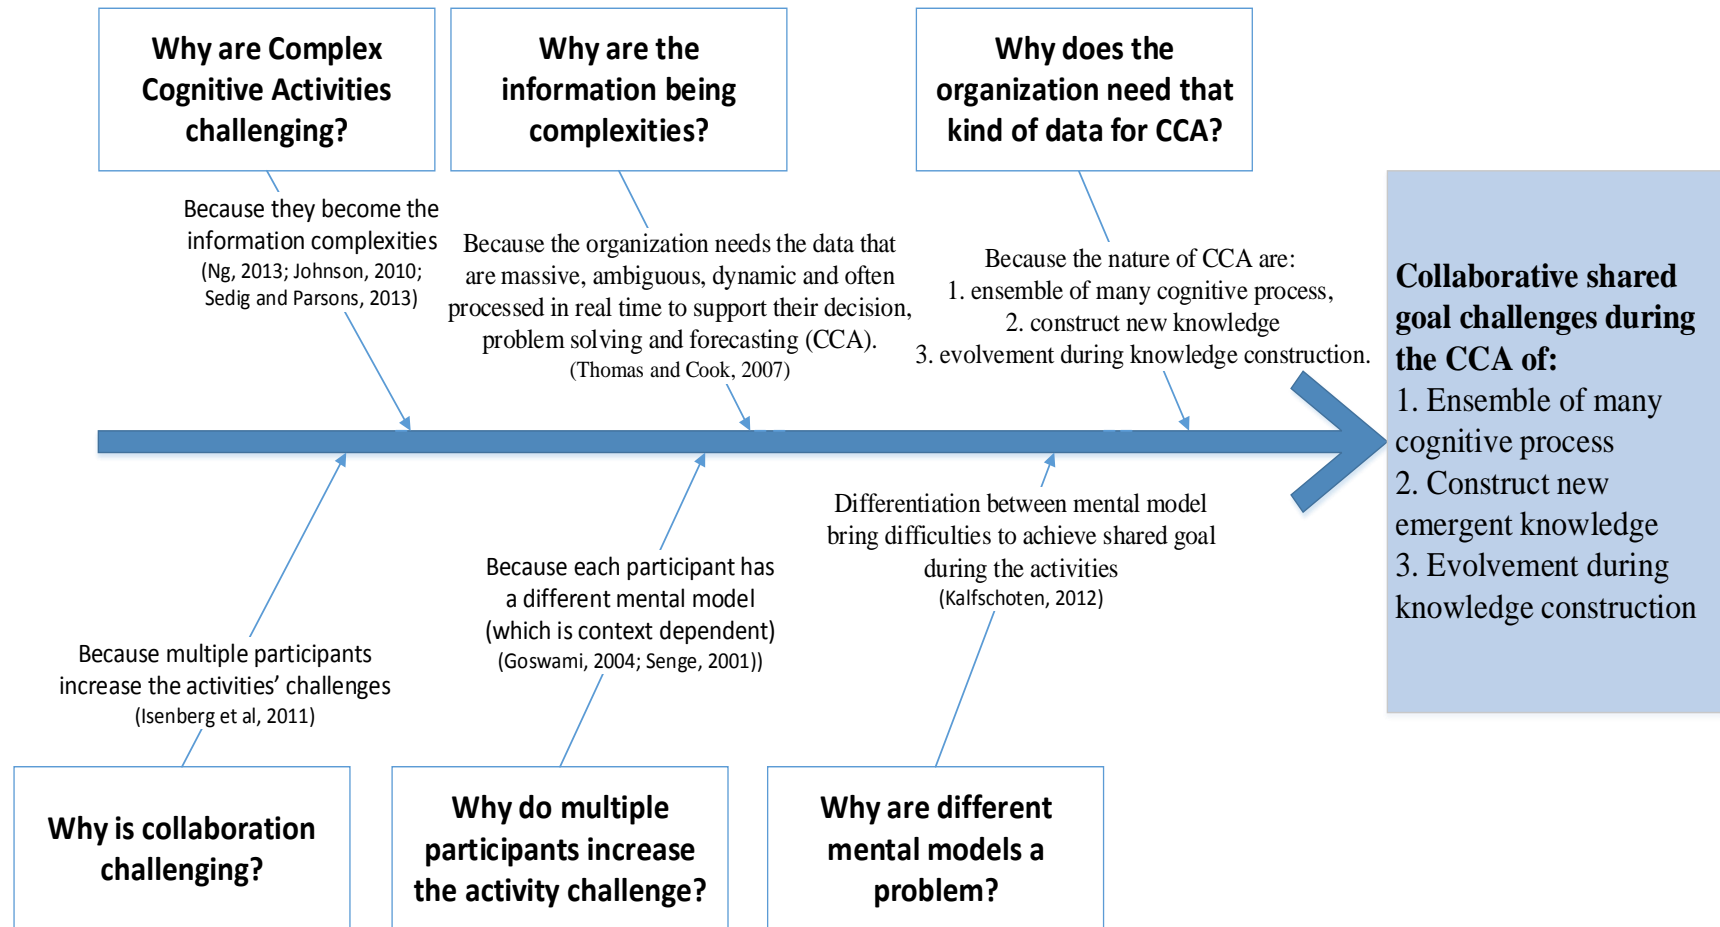 Why are Complex
Cognitive Activities
challenging?
Why are the
information being
complexities?
Why does the
organization need that
kind of data for CCA?
Because they become the
information complexities
(Ng, 2013; Johnson, 2010;
Sedig and Parsons, 2013)
Because the organization needs the data that
are massive, ambiguous, dynamic and often
processed in real time to support their decision,
problem solving and forecasting (CCA).
(Thomas and Cook, 2007)
Because the nature of CCA are:
1. ensemble of many cognitive process,
2. construct new knowledge
3. evolvement during knowledge construction.
Collaborative shared
goal challenges during
the CCA of:
1. Ensemble of many
cognitive process
2. Construct new
emergent knowledge
3. Evolvement during
knowledge construction
Because multiple participants
increase the activities’ challenges
(Isenberg et al, 2011)
Because each participant has
a different mental model
(which is context dependent)
(Goswami, 2004; Senge, 2001))
Differentiation between mental model
bring difficulties to achieve shared goal
during the activities
(Kalfschoten, 2012)
Why is collaboration
challenging?
Why do multiple
participants increase
the activity challenge?
Why are different
mental models a
problem?